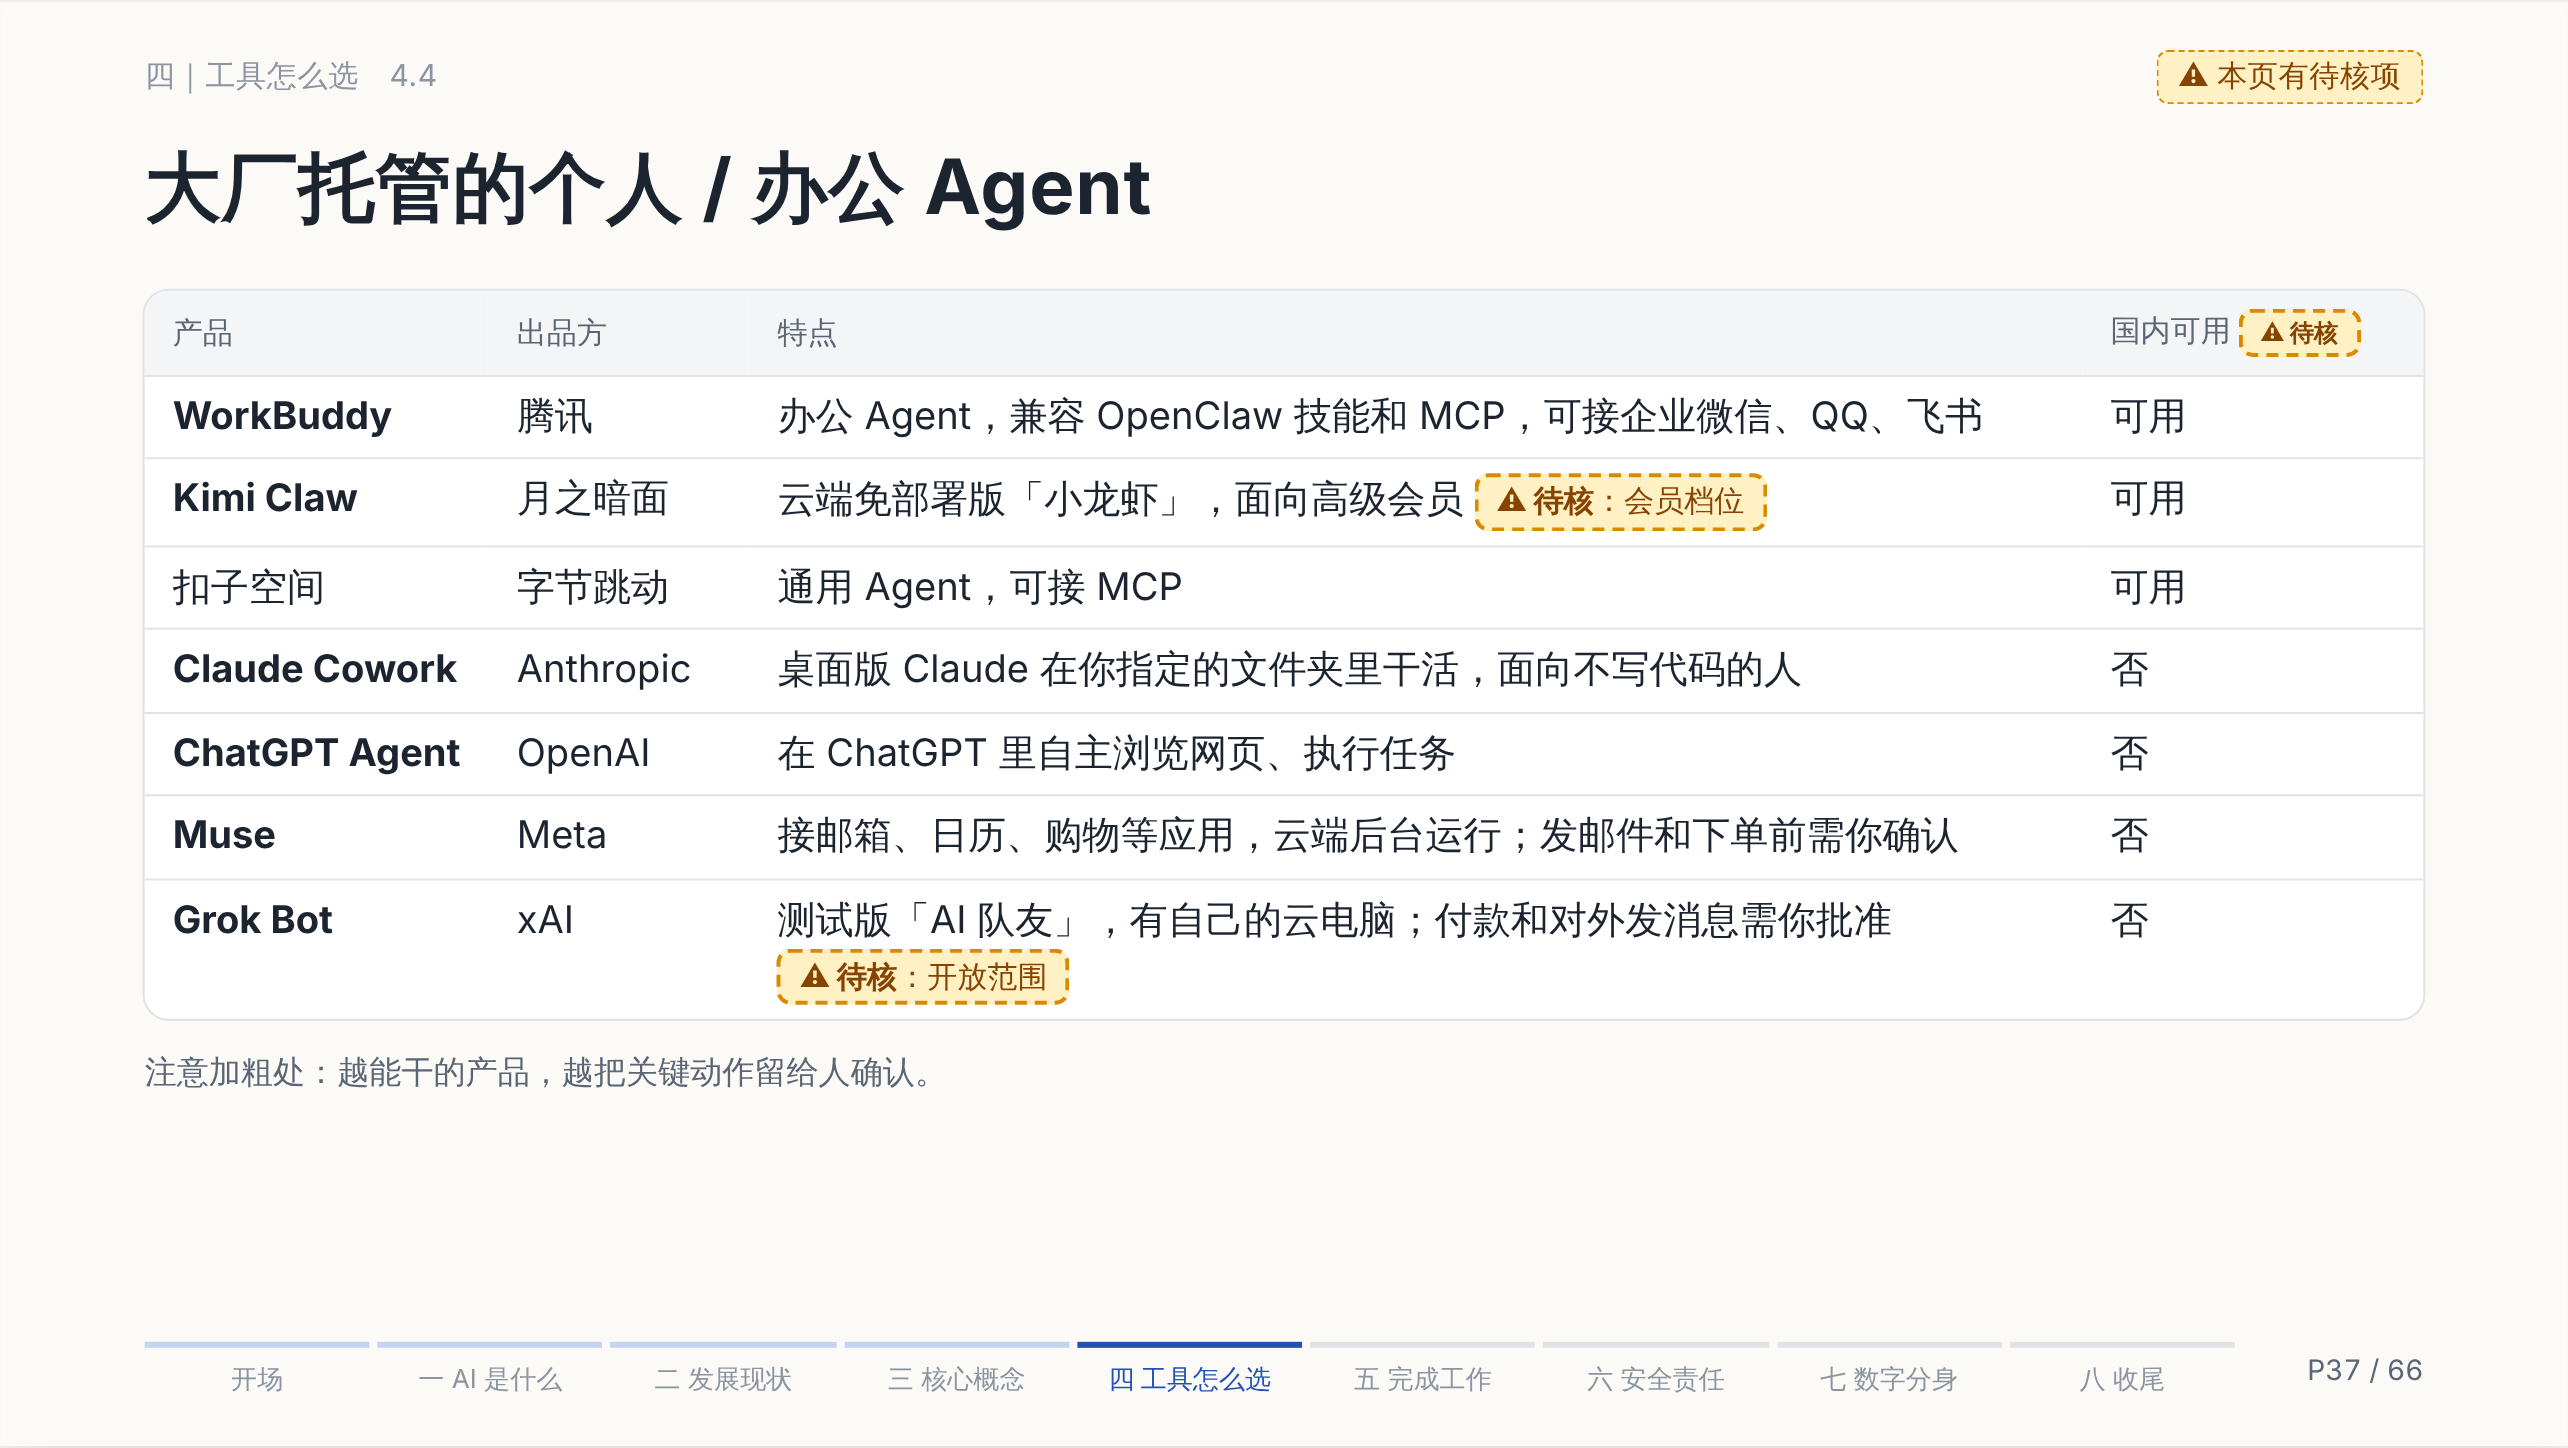 四｜工具怎么选 4.4
⚠ 本页有待核项
大厂托管的个人 / 办公 Agent
产品 出品方 特点 国内可用 ⚠ 待核
WorkBuddy 腾讯 办公 Agent，兼容 OpenClaw 技能和 MCP，可接企业微信、QQ、飞书 可用
Kimi Claw 月之暗面 云端免部署版「小龙虾」，面向高级会员 ⚠ 待核：会员档位 可用
扣子空间 字节跳动 通用 Agent，可接 MCP 可用
Claude Cowork Anthropic 桌面版 Claude 在你指定的文件夹里干活，面向不写代码的人 否
ChatGPT Agent OpenAI 在 ChatGPT 里自主浏览网页、执行任务 否
Muse Meta 接邮箱、日历、购物等应用，云端后台运行；发邮件和下单前需你确认 否
Grok Bot xAI 测试版「AI 队友」，有自己的云电脑；付款和对外发消息需你批准 否
⚠ 待核：开放范围
注意加粗处：越能干的产品，越把关键动作留给人确认。
开场 一 AI 是什么 二 发展现状 三 核心概念 四 工具怎么选 五 完成工作 六 安全责任 七 数字分身 八 收尾 P37 / 66